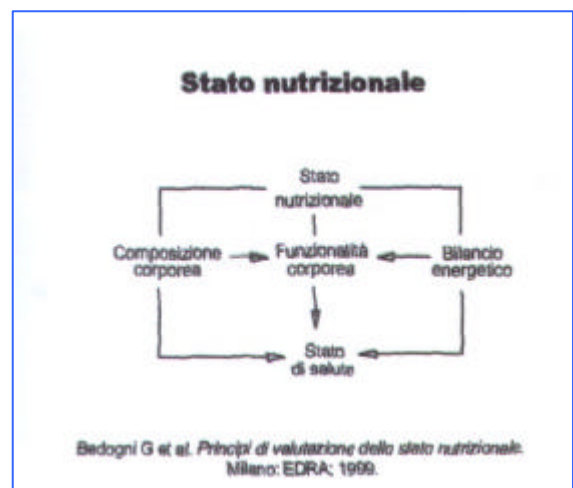 Stato nutrizionale
Stato
nutrizionale
Composizione
corporea
Funzionalità
corporea
Bilancio
energetico
Stato
di salute
Bedogni G et al. Principi di valutazione dello stato nutrizionale.
Milano: EDRA; 1999.